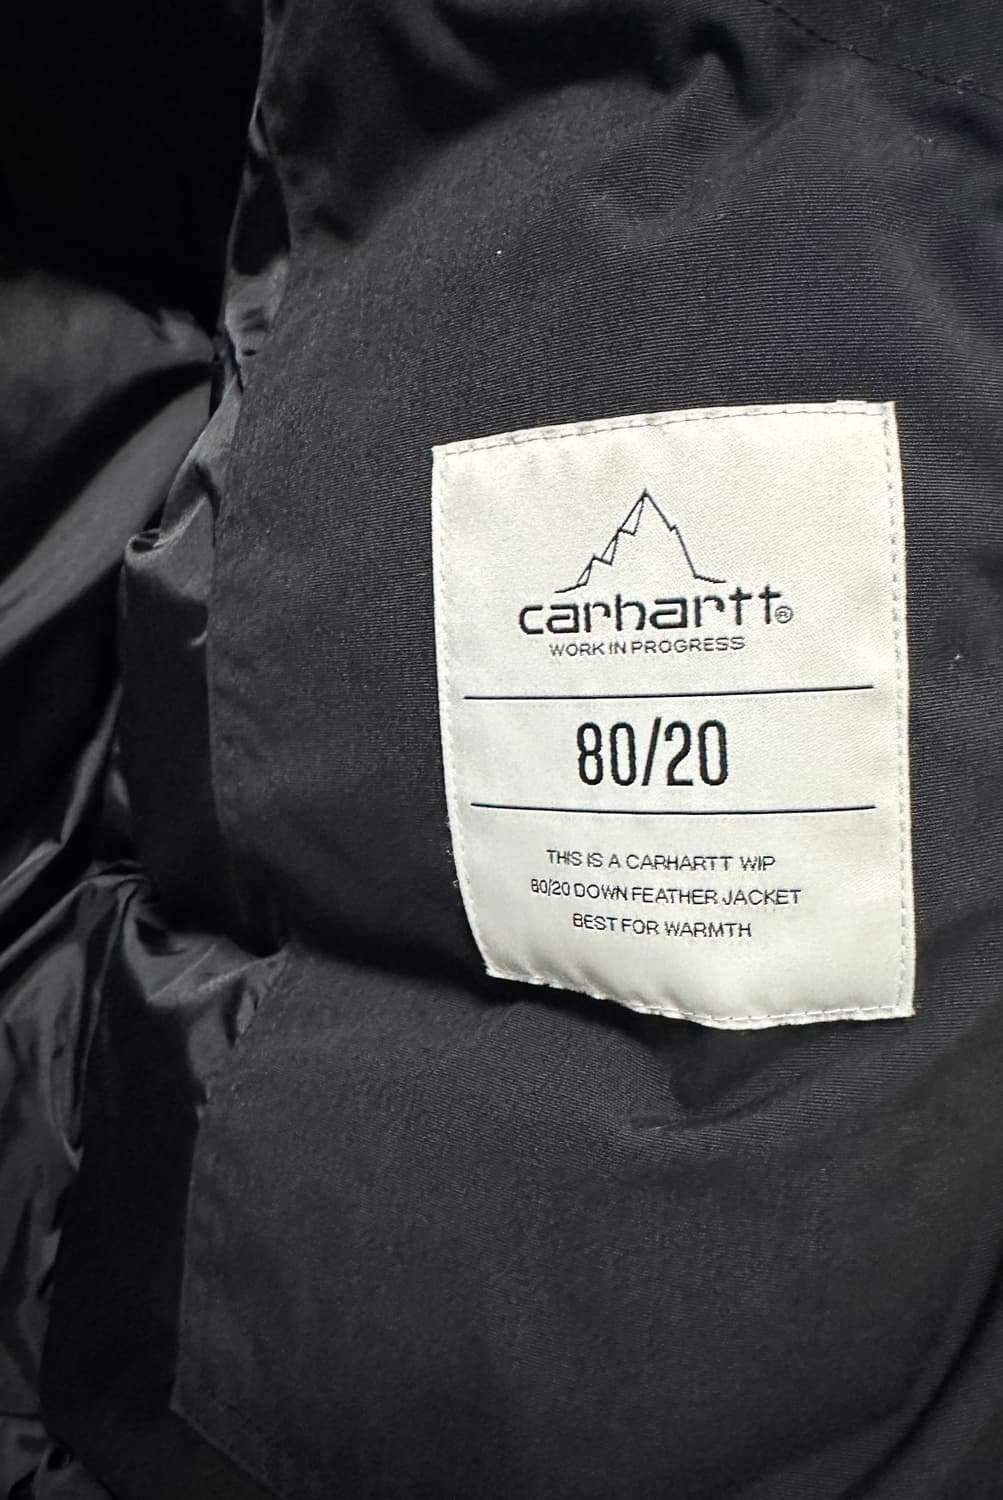 carhartt®
WORK IN PROGRESS
80/20
THIS IS A CARHARTT WIP
80/20 DOWN FEATHER JACKET
BEST FOR WARMTH